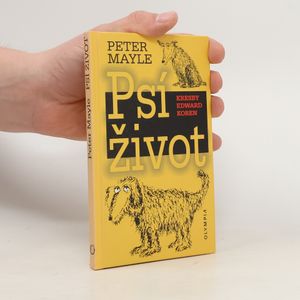 PETER
MAYLE
Psí
KRESBY
EDWARD
KOREN
život
OLYMPIA
Peter Mayle Psí život